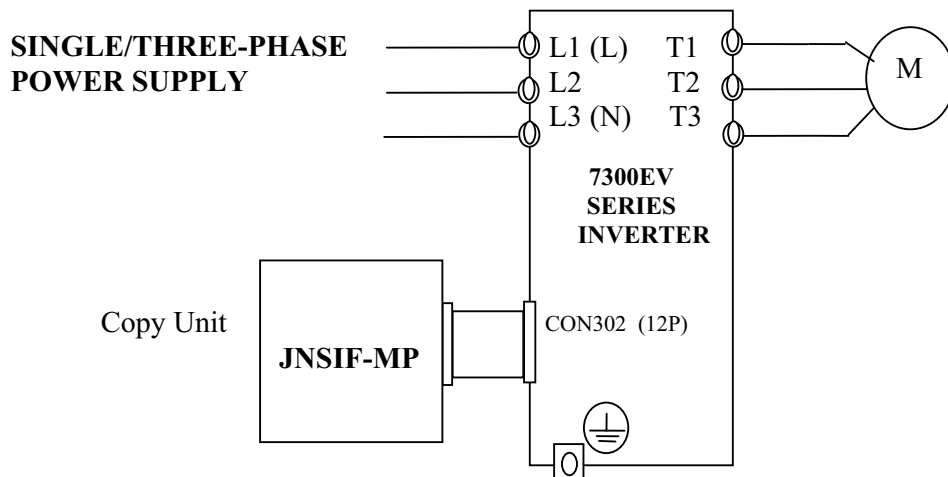 SINGLE/THREE-PHASE
POWER SUPPLY
L1 (L) T1
L2 T2
L3 (N) T3
M
7300EV
SERIES
INVERTER
Copy Unit
JNSIF-MP
CON302 (12P)